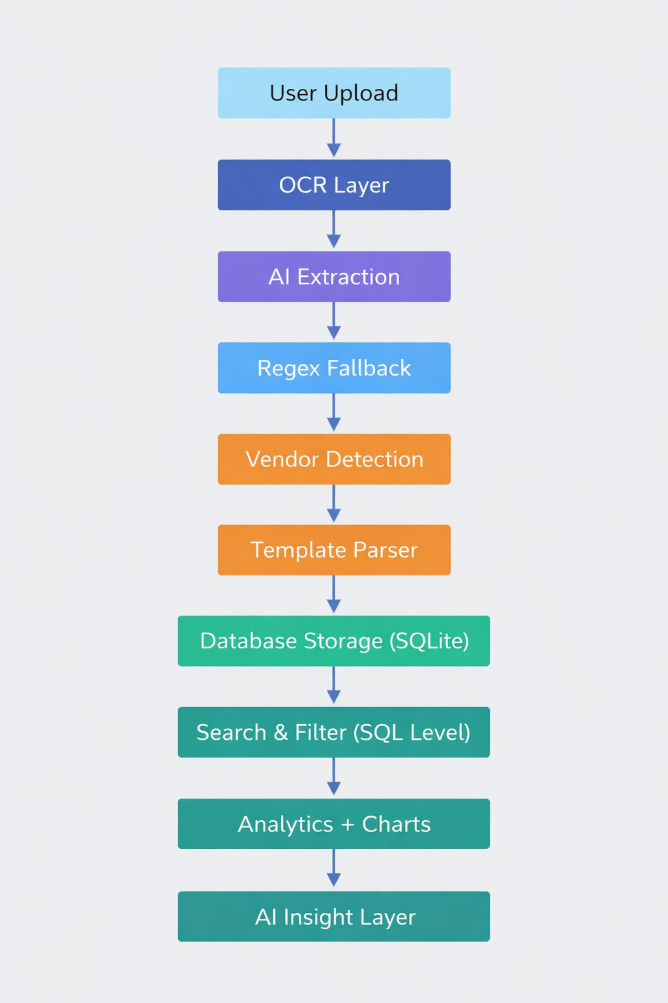 User Upload
OCR Layer
AI Extraction
Regex Fallback
Vendor Detection
Template Parser
Database Storage (SQLite)
Search & Filter (SQL Level)
Analytics + Charts
AI Insight Layer